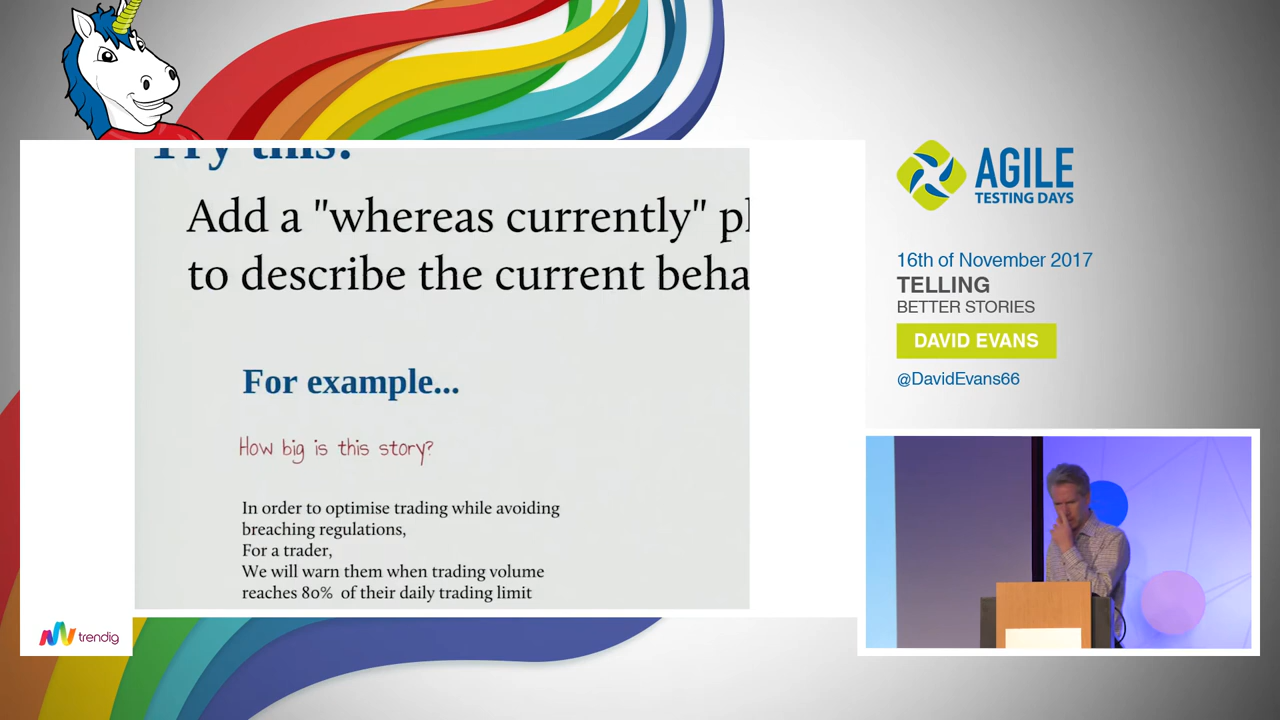 Try this:
Add a "whereas currently"
to describe the current
For example...
How big is this story?
In order to optimise trading while avoiding
breaching regulations,
For a trader,
We will warn them when trading volume
reaches 80% of their daily trading limit
AGILE
TESTING DAYS
16th of November 2017
TELLING
BETTER STORIES
DAVID EVANS
@DavidEvans66
trendig